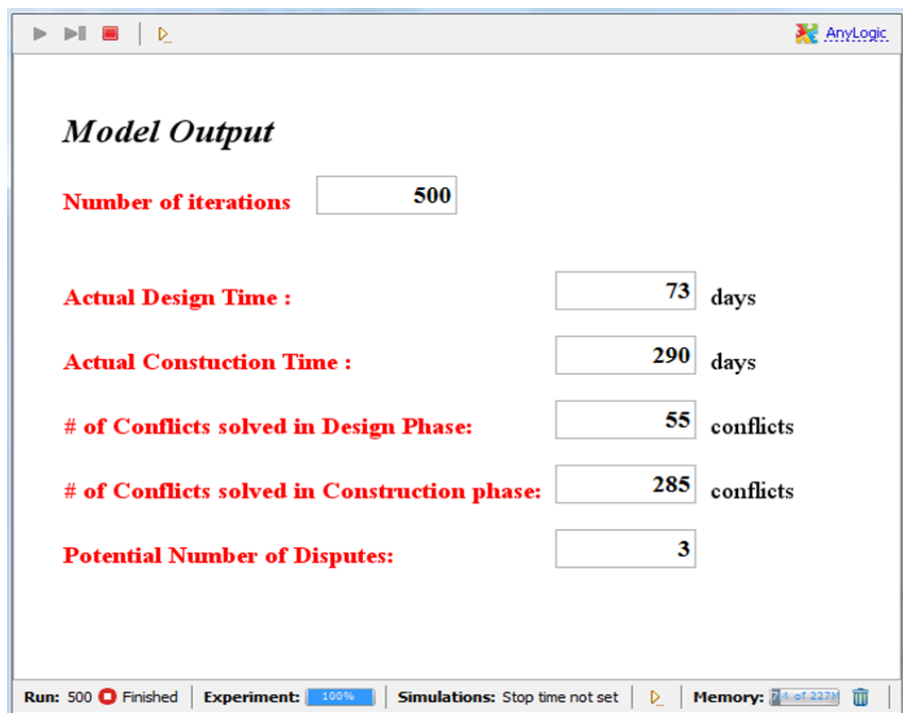 AnyLogic
Model Output
Number of iterations 500
Actual Design Time : 73 days
Actual Constuction Time : 290 days
# of Conflicts solved in Design Phase: 55 conflicts
# of Conflicts solved in Construction phase: 285 conflicts
Potential Number of Disputes: 3
Run: 500 Finished Experiment: 100% Simulations: Stop time not set Memory: of 227M